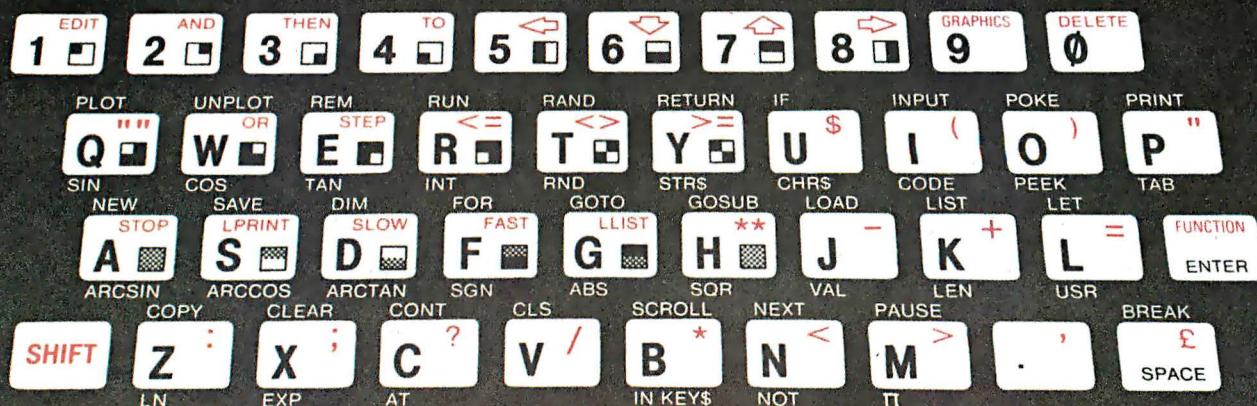 EDIT AND THEN TO GRAPHICS DELETE
1 2 3 4 5 6 7 8 9 0
PLOT UNPLOT REM RUN RAND RETURN IF INPUT POKE PRINT
"" OR STEP <= <> >= $ ( ) "
Q W E R T Y U I O P
SIN COS TAN INT RND STR$ CHR$ CODE PEEK TAB
NEW SAVE DIM FOR GOTO GOSUB LOAD LIST LET
STOP LPRINT SLOW FAST LLIST ** - + = FUNCTION
A S D F G H J K L ENTER
ARCSIN ARCCOS ARCTAN SGN ABS SQR VAL LEN USR
COPY CLEAR CONT CLS SCROLL NEXT PAUSE BREAK
: ; ? / * < > , £
SHIFT Z X C V B N M . SPACE
LN EXP AT IN KEY$ NOT π